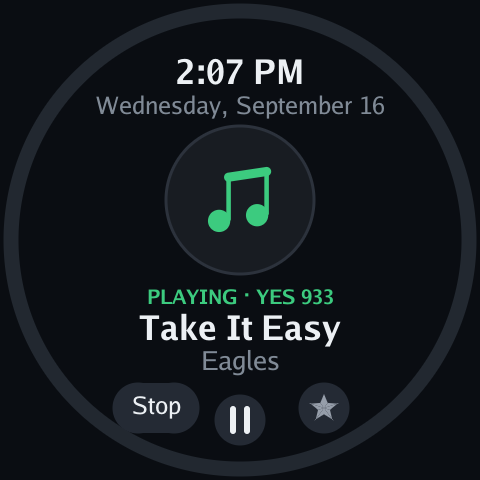 2:07 PM
Wednesday, September 16
PLAYING · YES 933
Take It Easy
Eagles
Stop